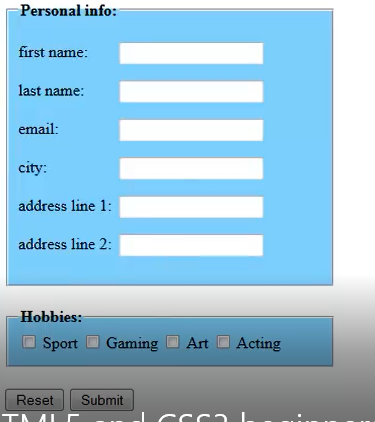 Personal info:
first name:
last name:
email:
city:
address line 1:
address line 2:
Hobbies:
Sport Gaming Art Acting
Reset Submit
TML5 and CSS3 beginner